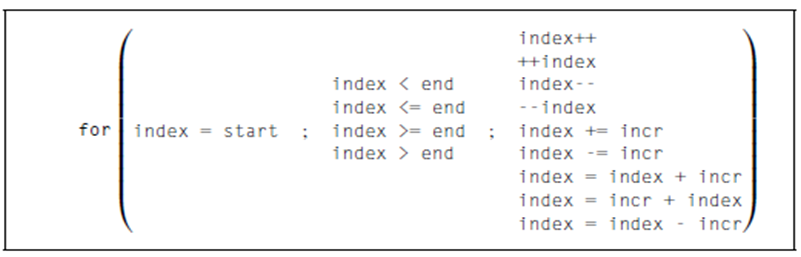 index++
++index
index < end index--
index <= end --index
for index = start ; index >= end ; index += incr
index > end index -= incr
index = index + incr
index = incr + index
index = index - incr